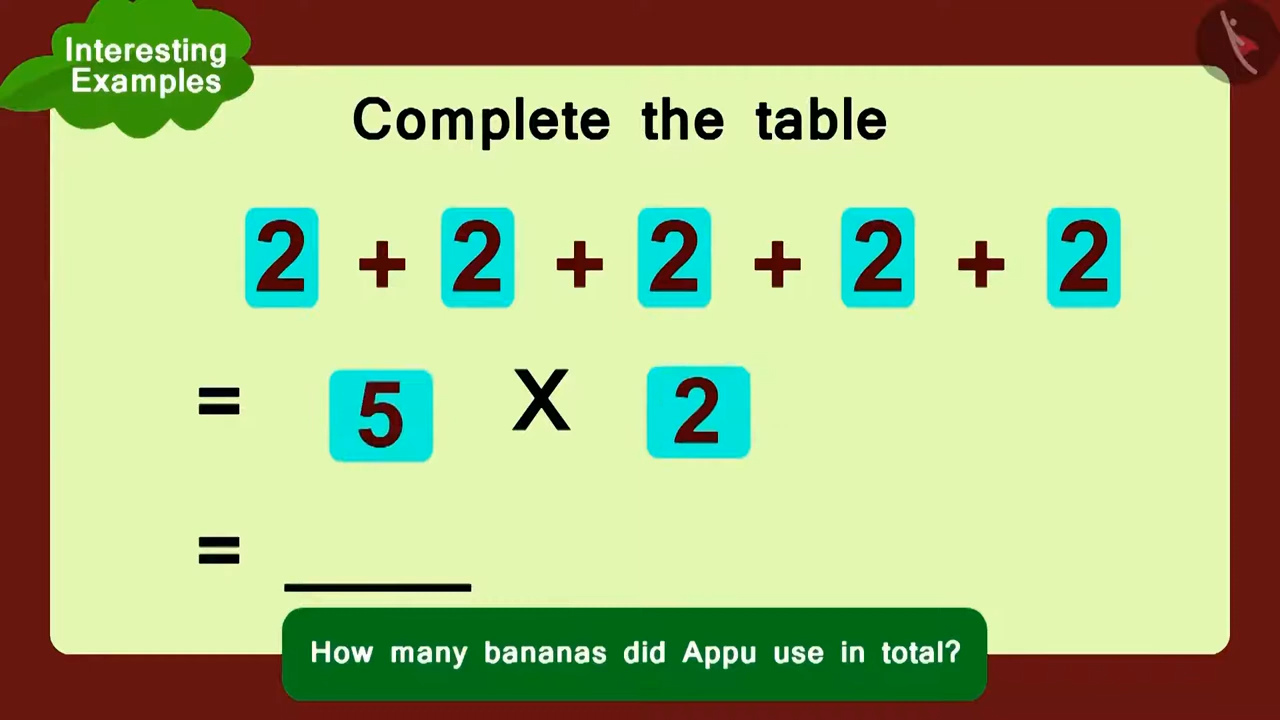 Interesting
Examples
Complete the table
2 + 2 + 2 + 2 + 2
= 5 X 2
= ______
How many bananas did Appu use in total?